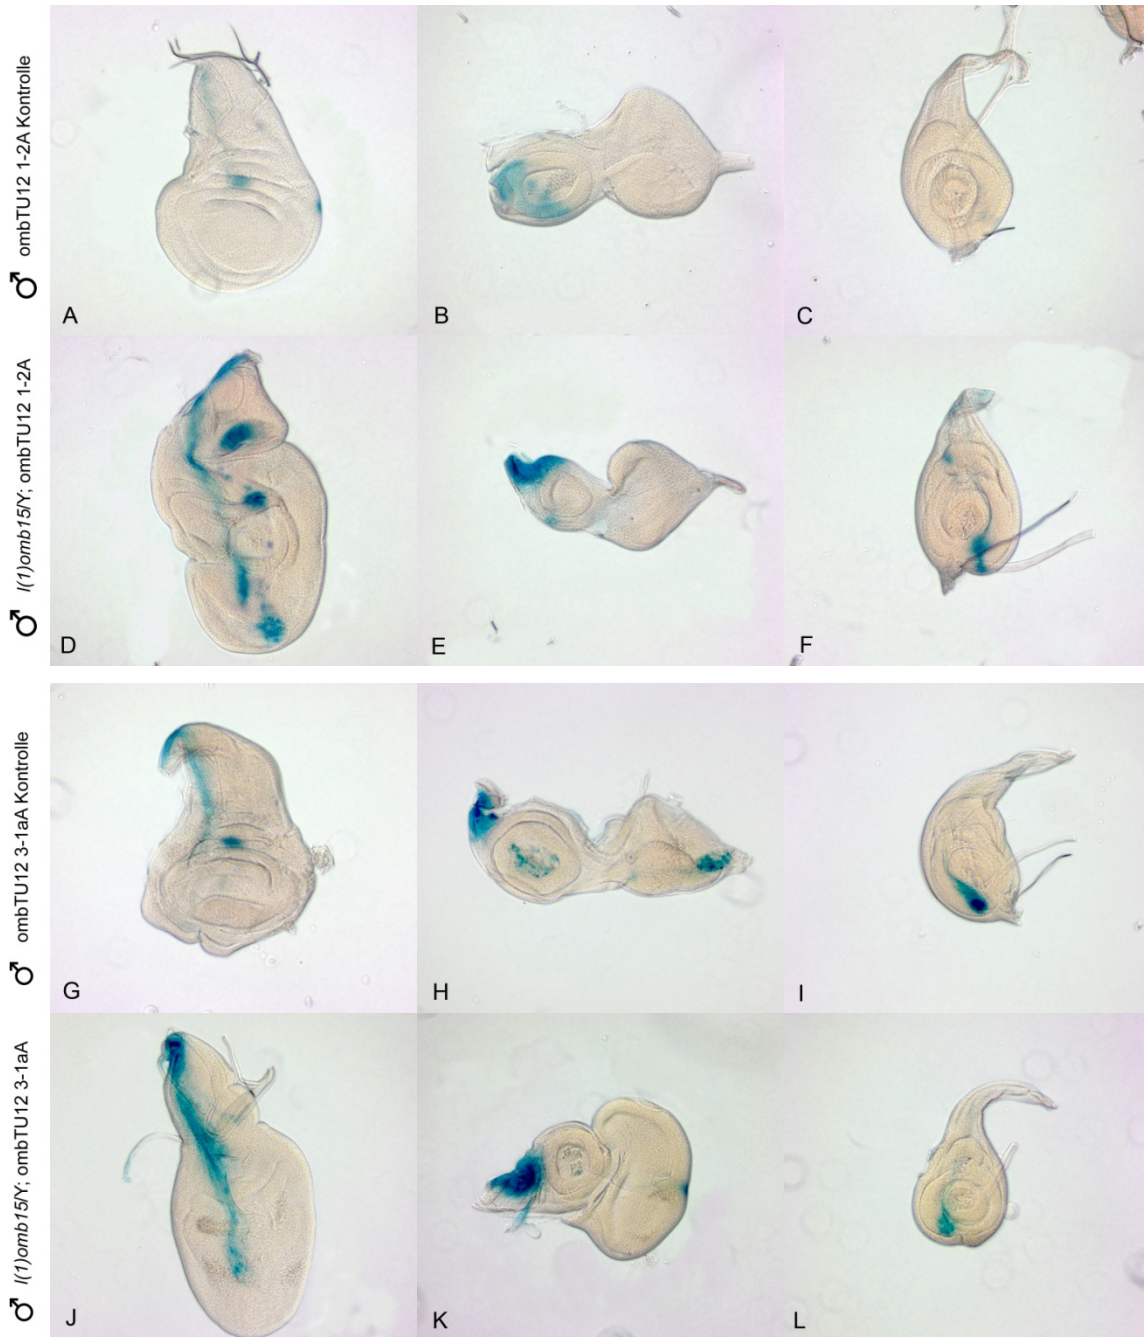 ♂ ombTU12 1-2A Kontrolle
A
B
C
♂ l(1)omb15/Y; ombTU12 1-2A
D
E
F
♂ ombTU12 3-1aA Kontrolle
G
H
I
♂ l(1)omb15/Y; ombTU12 3-1aA
J
K
L